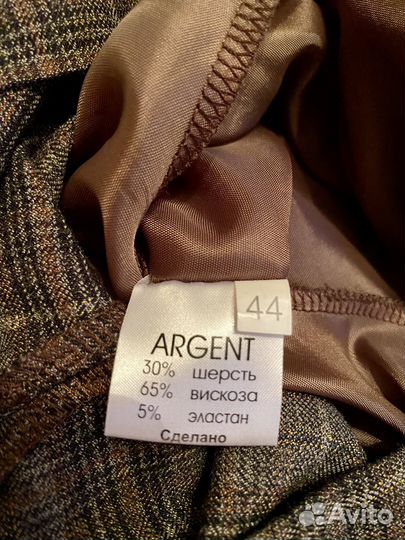 44
ARGENT
30% шерсть
65% вискоза
5% эластан
Сделано
Avito